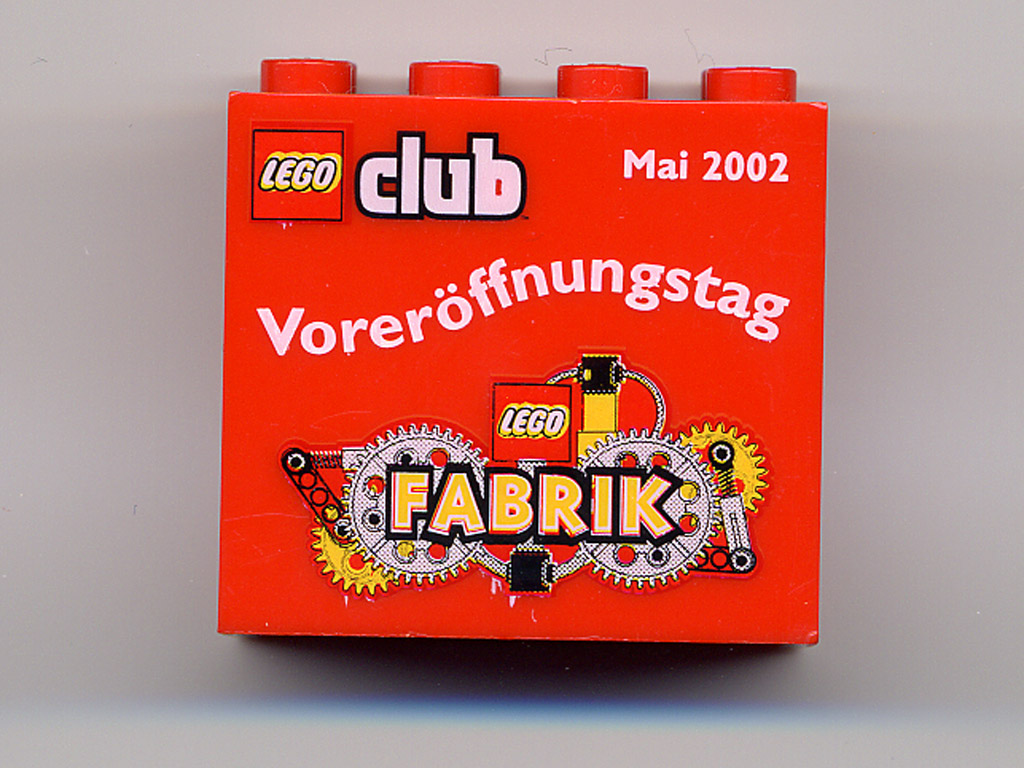 LEGO club Mai 2002
Voreröffnungstag
LEGO
FABRIK